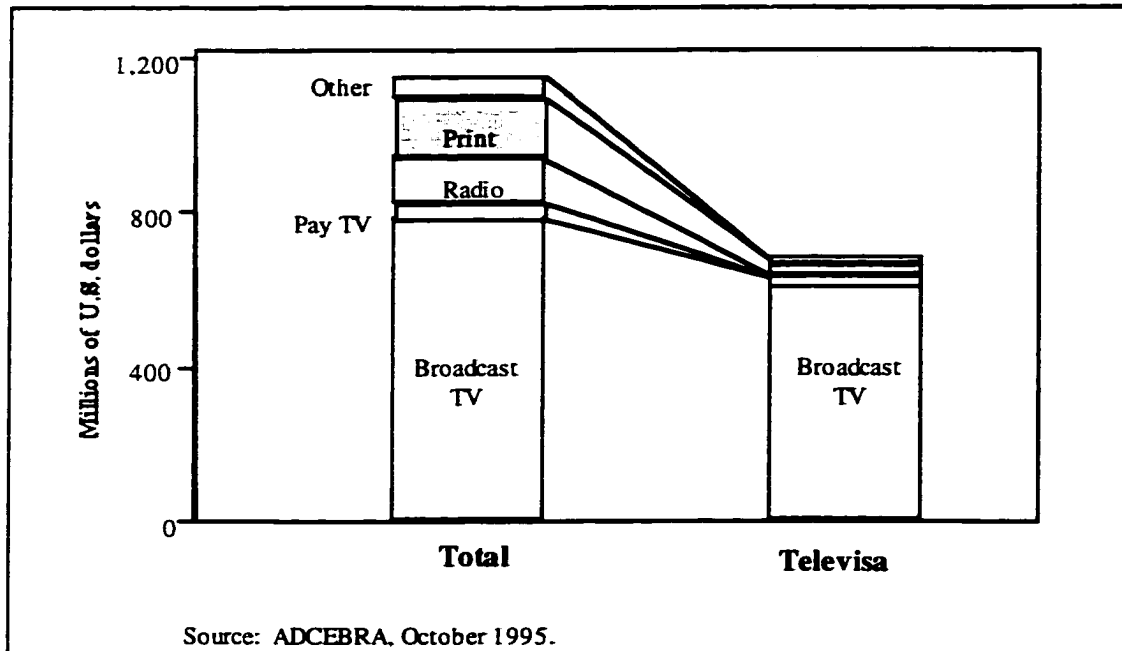 1.200
Other
Print
Radio
800
Pay TV
Millions of U.S. dollars
400
Broadcast
TV
Broadcast
TV
0
Total
Televisa
Source: ADCEBRA, October 1995.